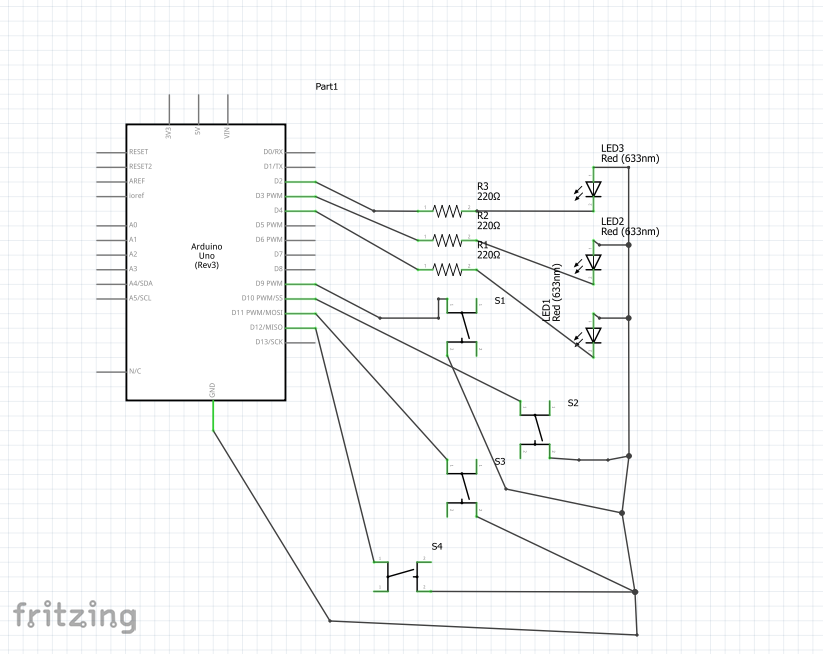 Part1
3V3
5V
VIN
RESET
RESET2
AREF
ioref
A0
A1
A2
A3
A4/SDA
A5/SCL
N/C
Arduino
Uno
(Rev3)
D0/RX
D1/TX
D2
D3 PWM
D4
D5 PWM
D6 PWM
D7
D8
D9 PWM
D10 PWM/SS
D11 PWM/MOSI
D12/MISO
D13/SCK
GND
R3
220Ω
R2
220Ω
R1
220Ω
LED3
Red (633nm)
LED2
Red (633nm)
LED1
Red (633nm)
S1
S2
S3
S4
fritzing